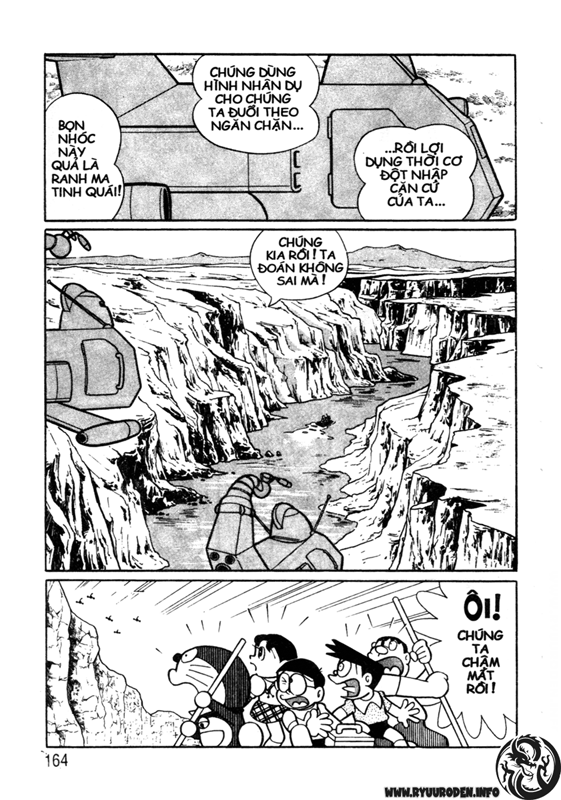 CHÚNG DÙNG
HÌNH NHÂN DỤ
CHO CHÚNG
TA ĐUỔI THEO
NGĂN CHẶN...
BỌN
NHÓC
NÀY
QUẢ LÀ
RANH MA
TINH QUÁI!
...RỒI LỢI
DỤNG THỜI CƠ
ĐỘT NHẬP
CĂN CỨ
CỦA TA...
CHÚNG
KIA RỒI! TA
ĐOÁN KHÔNG
SAI MÀ!
ÔI!
CHÚNG
TA
CHẬM
MẤT
RỒI!
164
WWW.RYUURODEN.INFO